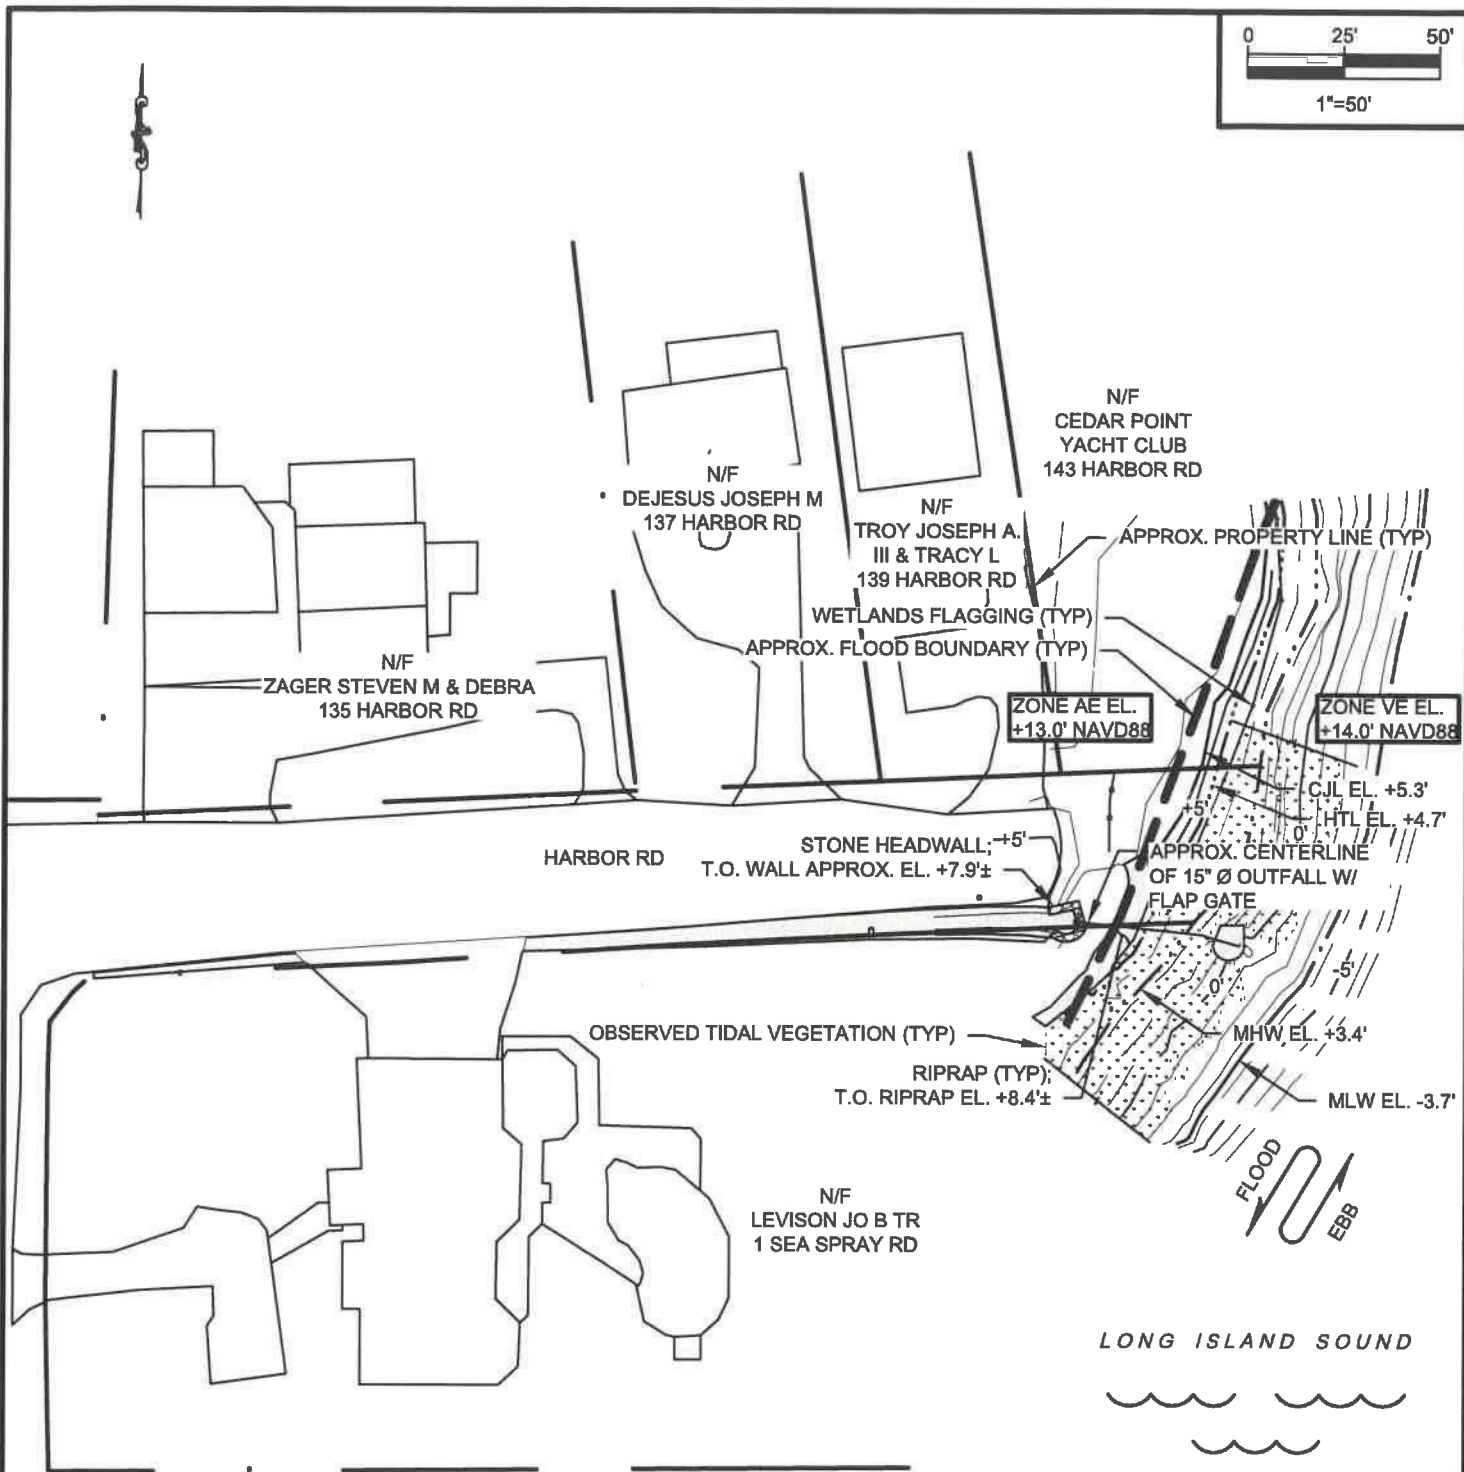 0 25' 50'
1"=50'
N/F
CEDAR POINT
YACHT CLUB
143 HARBOR RD
N/F
DEJESUS JOSEPH M
137 HARBOR RD
N/F
TROY JOSEPH A.
III & TRACY L
139 HARBOR RD
APPROX. PROPERTY LINE (TYP)
WETLANDS FLAGGING (TYP)
APPROX. FLOOD BOUNDARY (TYP)
N/F
ZAGER STEVEN M & DEBRA
135 HARBOR RD
ZONE AE EL.
+13.0' NAVD88
ZONE VE EL.
+14.0' NAVD88
CJL EL. +5.3'
+5'
HTL EL. +4.7'
0'
HARBOR RD
STONE HEADWALL;
T.O. WALL APPROX. EL. +7.9'±
+5'
APPROX. CENTERLINE
OF 15" Ø OUTFALL W/
FLAP GATE
-5'
0'
OBSERVED TIDAL VEGETATION (TYP)
MHW EL. +3.4'
RIPRAP (TYP);
T.O. RIPRAP EL. +8.4'±
MLW EL. -3.7'
FLOOD
EBB
N/F
LEVISON JO B TR
1 SEA SPRAY RD
LONG ISLAND SOUND